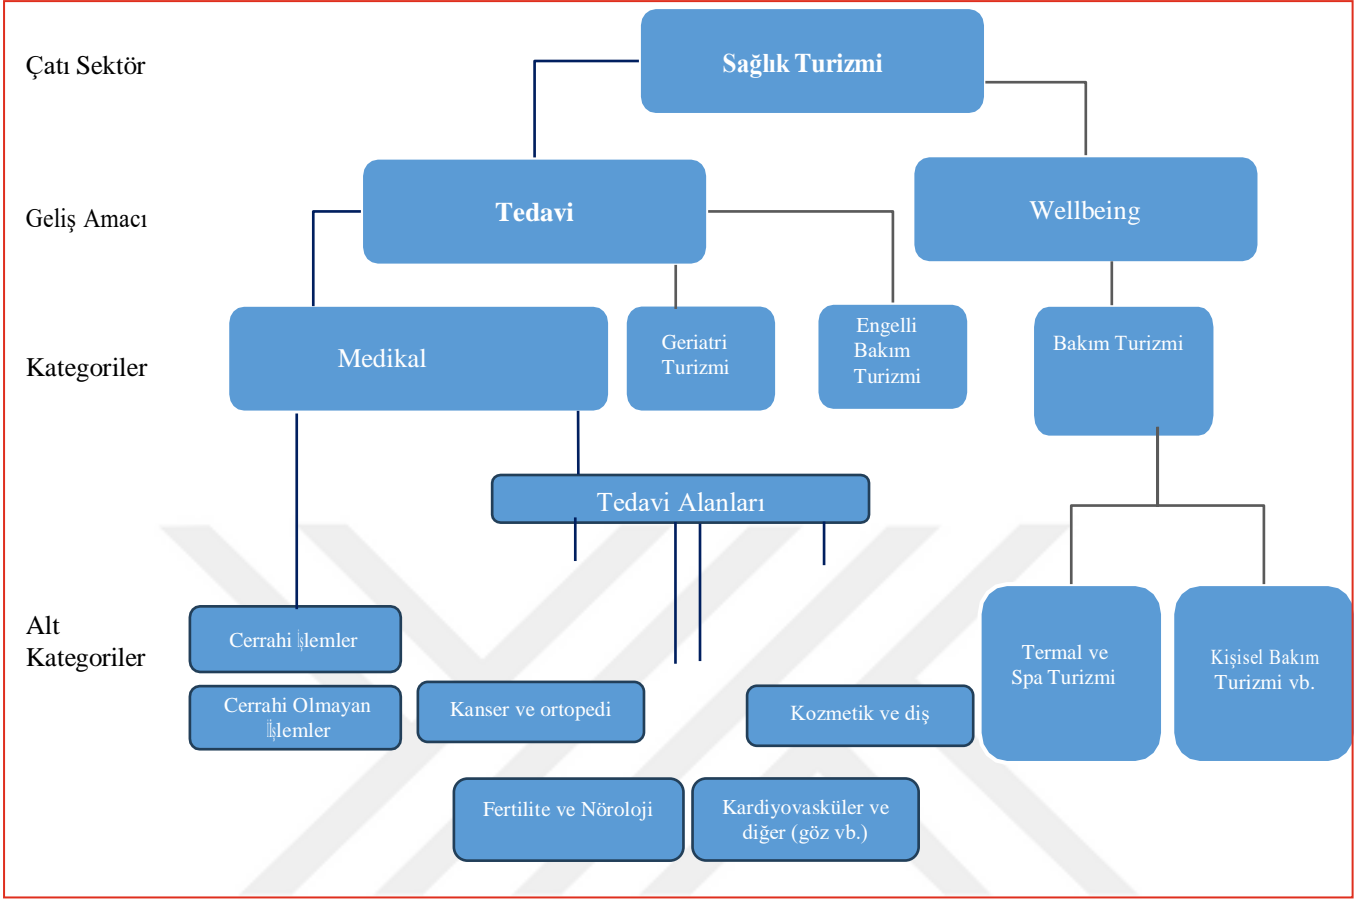 Çatı Sektör
Sağlık Turizmi
Geliş Amacı
Tedavi
Wellbeing
Kategoriler
Medikal
Geriatri
Turizmi
Engelli
Bakım
Turizmi
Bakım Turizmi
Tedavi Alanları
Alt
Kategoriler
Cerrahi İşlemler
Cerrahi Olmayan
İşlemler
Kanser ve ortopedi
Kozmetik ve diş
Termal ve
Spa Turizmi
Kişisel Bakım
Turizmi vb.
Fertilite ve Nöroloji
Kardiyovasküler ve
diğer (göz vb.)